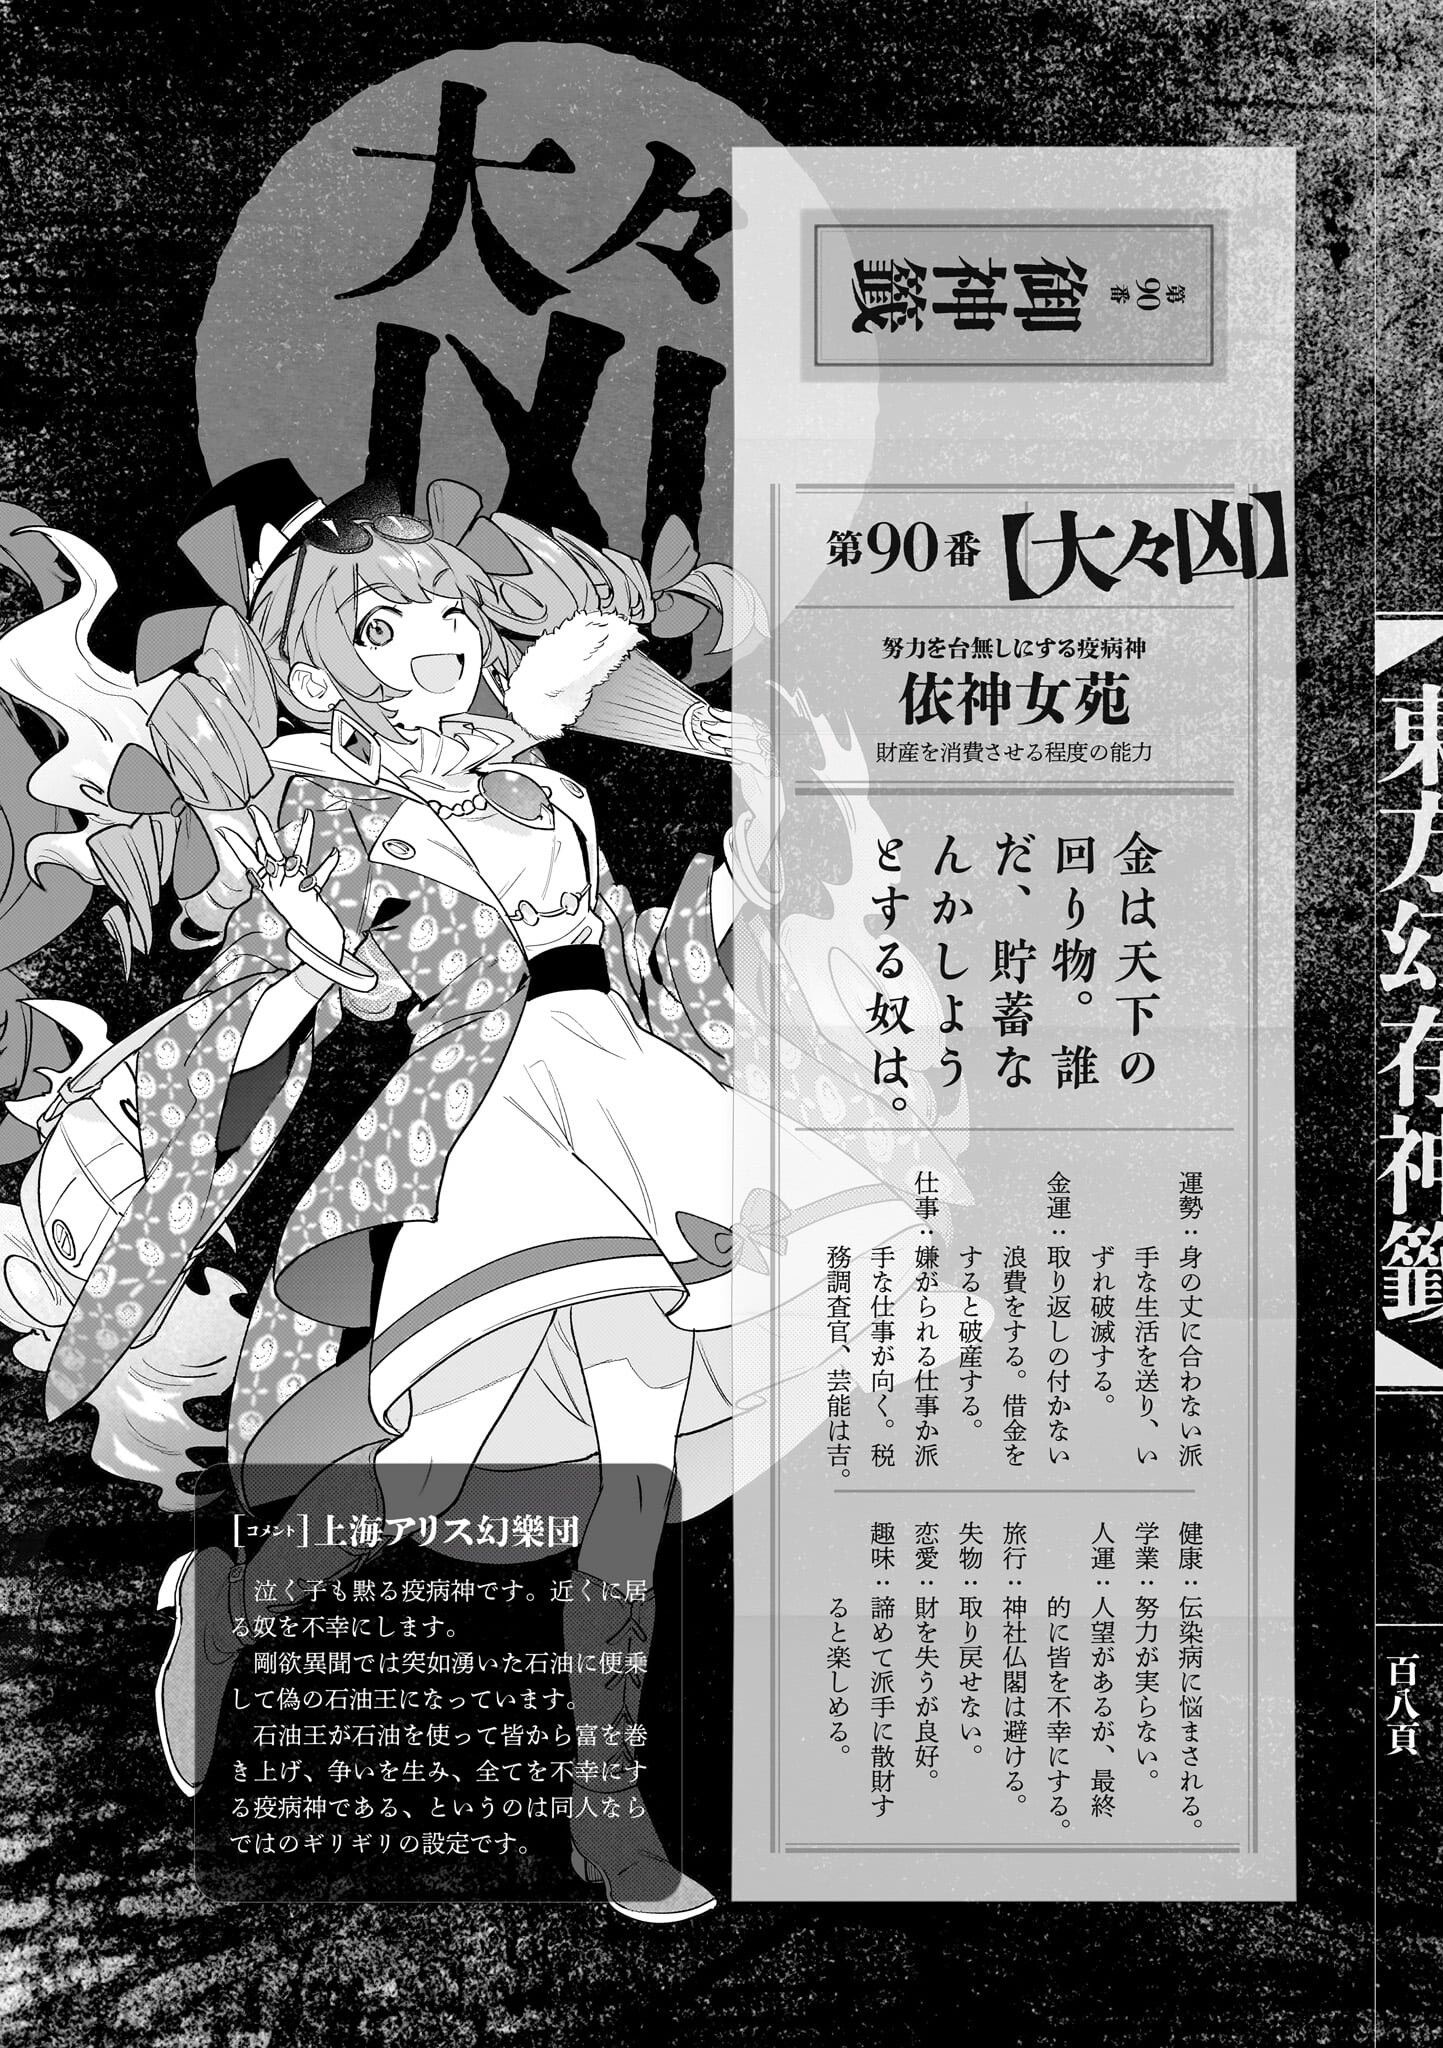 大々
凶
御神籤
第90番
第90番【大々凶】
努力を台無しにする疫病神
依神女苑
財産を消費させる程度の能力
金は天下の
回り物。誰
だ、貯蓄な
んかしよう
とする奴は。
運勢：身の丈に合わない派
手な生活を送り、い
ずれ破滅する。
金運：取り返しの付かない
浪費をする。借金を
すると破産する。
仕事：嫌がられる仕事か派
手な仕事が向く。税
務調査官、芸能は吉。
健康：伝染病に悩まされる。
学業：努力が実らない。
人運：人望があるが、最終
的に皆を不幸にする。
旅行：神社仏閣は避ける。
失物：取り戻せない。
恋愛：財を失うが良好。
趣味：諦めて派手に散財す
ると楽しめる。
［コメント］上海アリス幻樂団
泣く子も黙る疫病神です。近くに居
る奴を不幸にします。
剛欲異聞では突如湧いた石油に便乗
して偽の石油王になっています。
石油王が石油を使って皆から富を巻
き上げ、争いを生み、全てを不幸にす
る疫病神である、というのは同人なら
ではのギリギリの設定です。
東方幻存神籤
百八頁